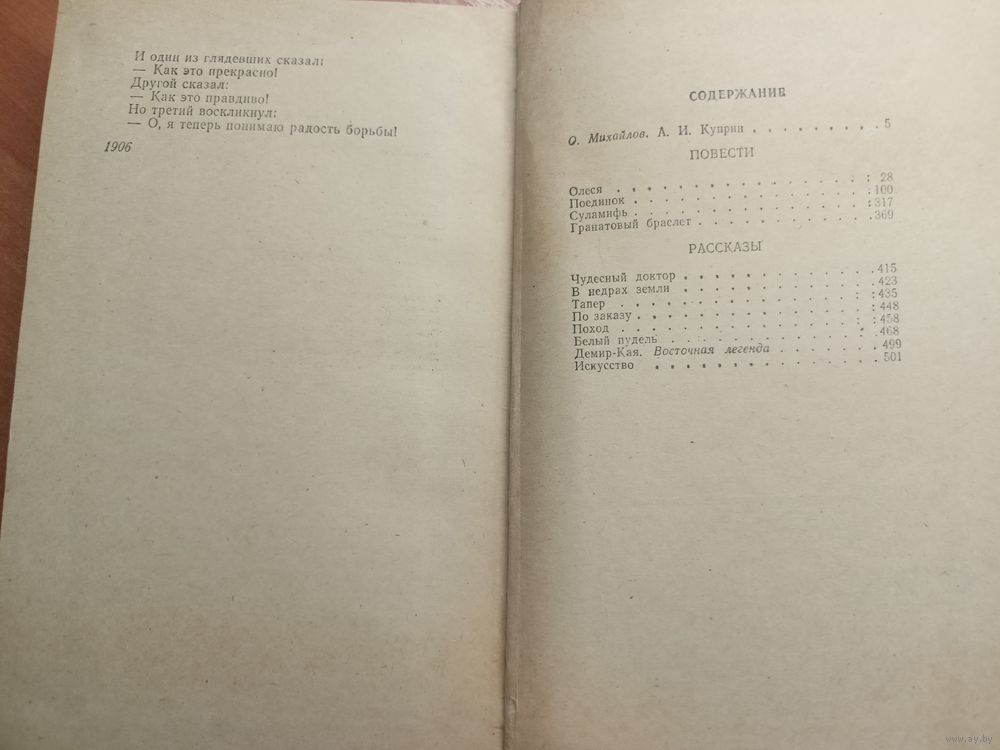 И один из глядевших сказал:
— Как это прекрасно!
Другой сказал:
— Как это правдиво!
Но третий воскликнул:
— О, я теперь понимаю радость борьбы!
1906
СОДЕРЖАНИЕ
О. Михайлов. А. И. Куприн . . . . . . . . . 5
ПОВЕСТИ
Олеся . . . . . . . . . . . . . . . . 28
Поединок . . . . . . . . . . . . . . . 100
Суламифь . . . . . . . . . . . . . . . 317
Гранатовый браслет . . . . . . . . . . . . 369
РАССКАЗЫ
Чудесный доктор . . . . . . . . . . . . 415
В недрах земли . . . . . . . . . . . . 423
Тапер . . . . . . . . . . . . . . . 435
По заказу . . . . . . . . . . . . . . 448
Поход . . . . . . . . . . . . . . . 458
Белый пудель . . . . . . . . . . . . . 468
Демир-Кая. Восточная легенда . . . . . . . 499
Искусство . . . . . . . . . . . . . . 501
www.ay.by